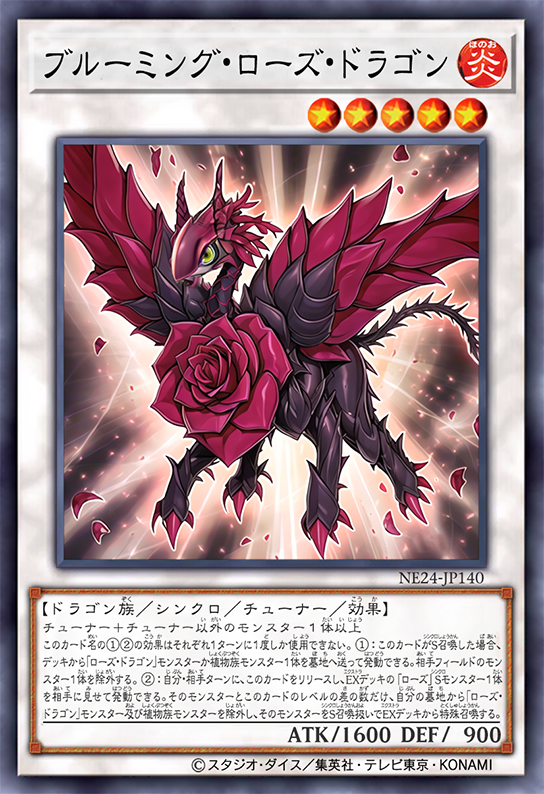 ブルーミング・ローズ・ドラゴン
炎
NE24-JP140
【ドラゴン族／シンクロ／チューナー／効果】
チューナー＋チューナー以外のモンスター１体以上
このカード名の①②の効果はそれぞれ1ターンに1度しか使用できない。①：このカードがS召喚した場合、
デッキから「ローズ・ドラゴン」モンスターか植物族モンスター1体を墓地へ送って発動できる。相手フィールドのモン
スター1体を除外する。②：自分・相手ターンに、このカードをリリースし、EXデッキの「ローズ」Sモンスター1体
を相手に見せて発動できる。そのモンスターとこのカードのレベルの差の数だけ、自分の墓地から「ローズ・
ドラゴン」モンスター及び植物族モンスターを除外し、そのモンスターをS召喚扱いでEXデッキから特殊召喚する。
ATK/1600 DEF/ 900
©スタジオ・ダイス／集英社・テレビ東京・KONAMI